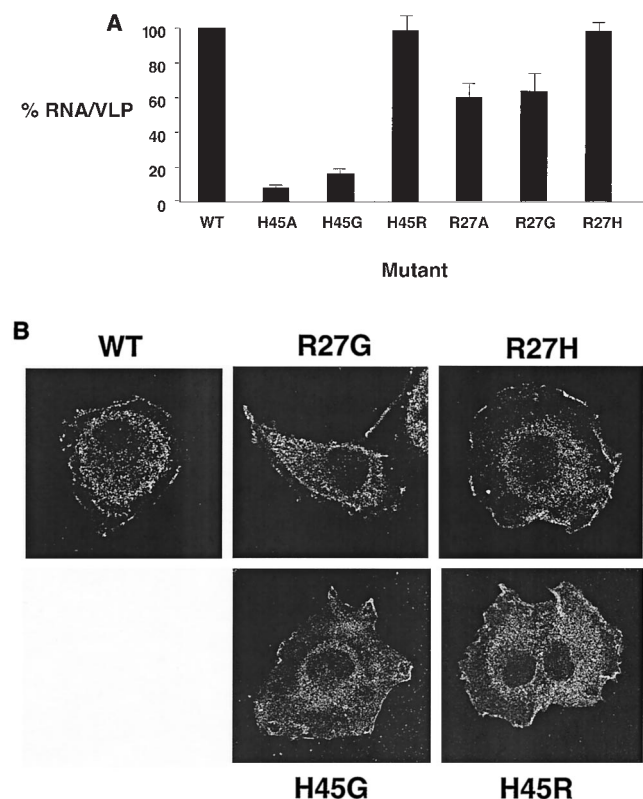 A
100
80
60
40
20
0
% RNA/VLP
WT H45A H45G H45R R27A R27G R27H
Mutant
B
WT R27G R27H
H45G H45R